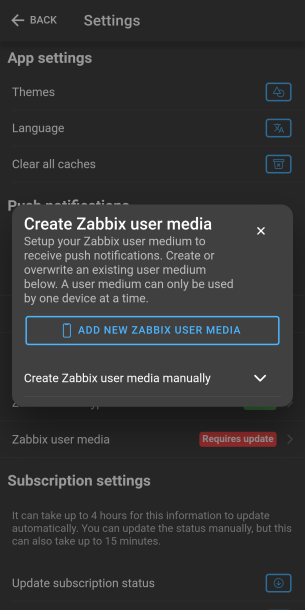 BACK Settings
App settings
Themes
Language
Clear all caches
Push notifications
Create Zabbix user media
Setup your Zabbix user medium to
receive push notifications. Create or
overwrite an existing user medium
below. A user medium can only be used
by one device at a time.
ADD NEW ZABBIX USER MEDIA
Create Zabbix user media manually
Zabbix user media Requires update
Subscription settings
It can take up to 4 hours for this information to update
automatically. You can update the status manually, but this
can also take up to 15 minutes.
Update subscription status